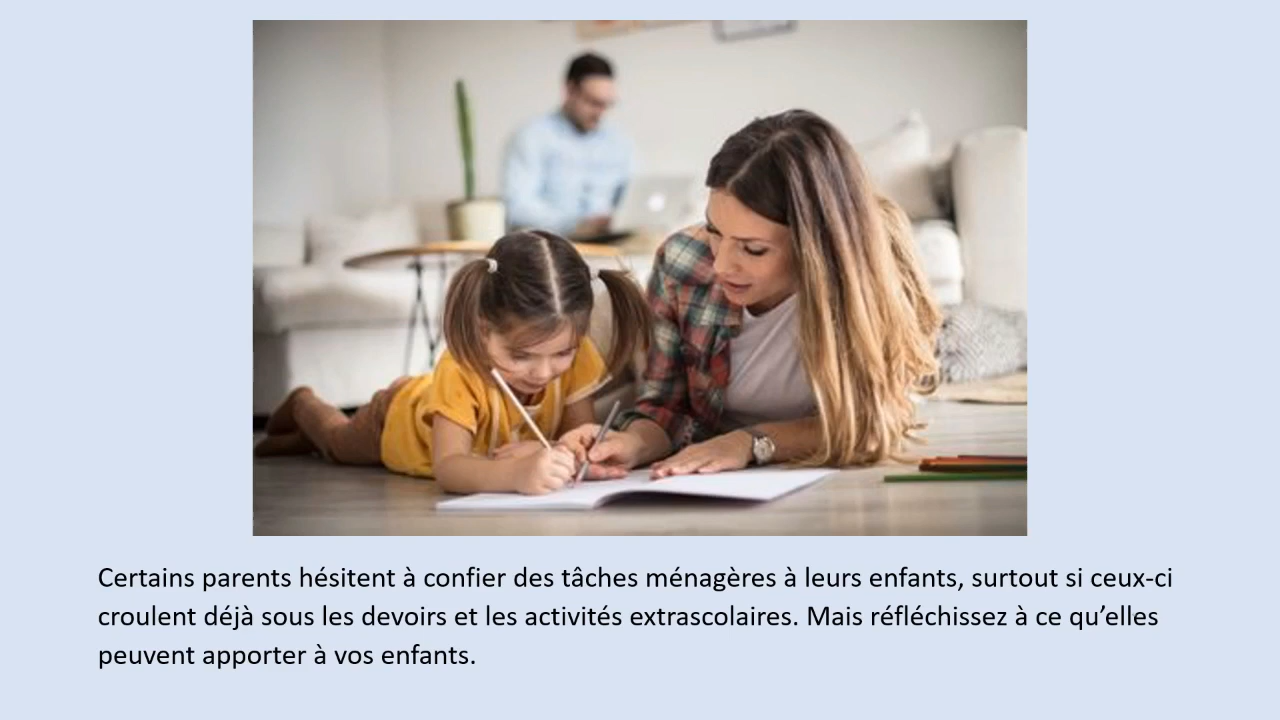 Certains parents hésitent à confier des tâches ménagères à leurs enfants, surtout si ceux-ci
croulent déjà sous les devoirs et les activités extrascolaires. Mais réfléchissez à ce qu’elles
peuvent apporter à vos enfants.